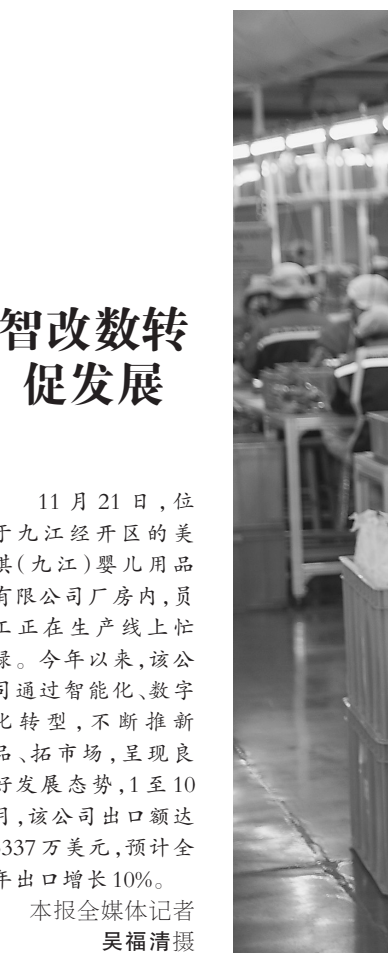 智改数转
促发展
11月21日,位
于九江经开区的美
琪(九江)婴儿用品
有限公司厂房内,员
工正在生产线上忙
碌。今年以来,该公
司通过智能化、数字
化转型,不断推新
品、拓市场,呈现良
好发展态势,1至10
月,该公司出口额达
337万美元,预计全
年出口增长10%。
本报全媒体记者
吴福清摄